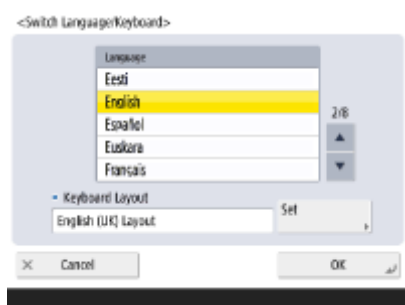 <Switch Language/Keyboard>
Language
Eesti
English
Español
2/8
Euskara
Français
Keyboard Layout
English (UK) Layout
Set
Cancel
OK